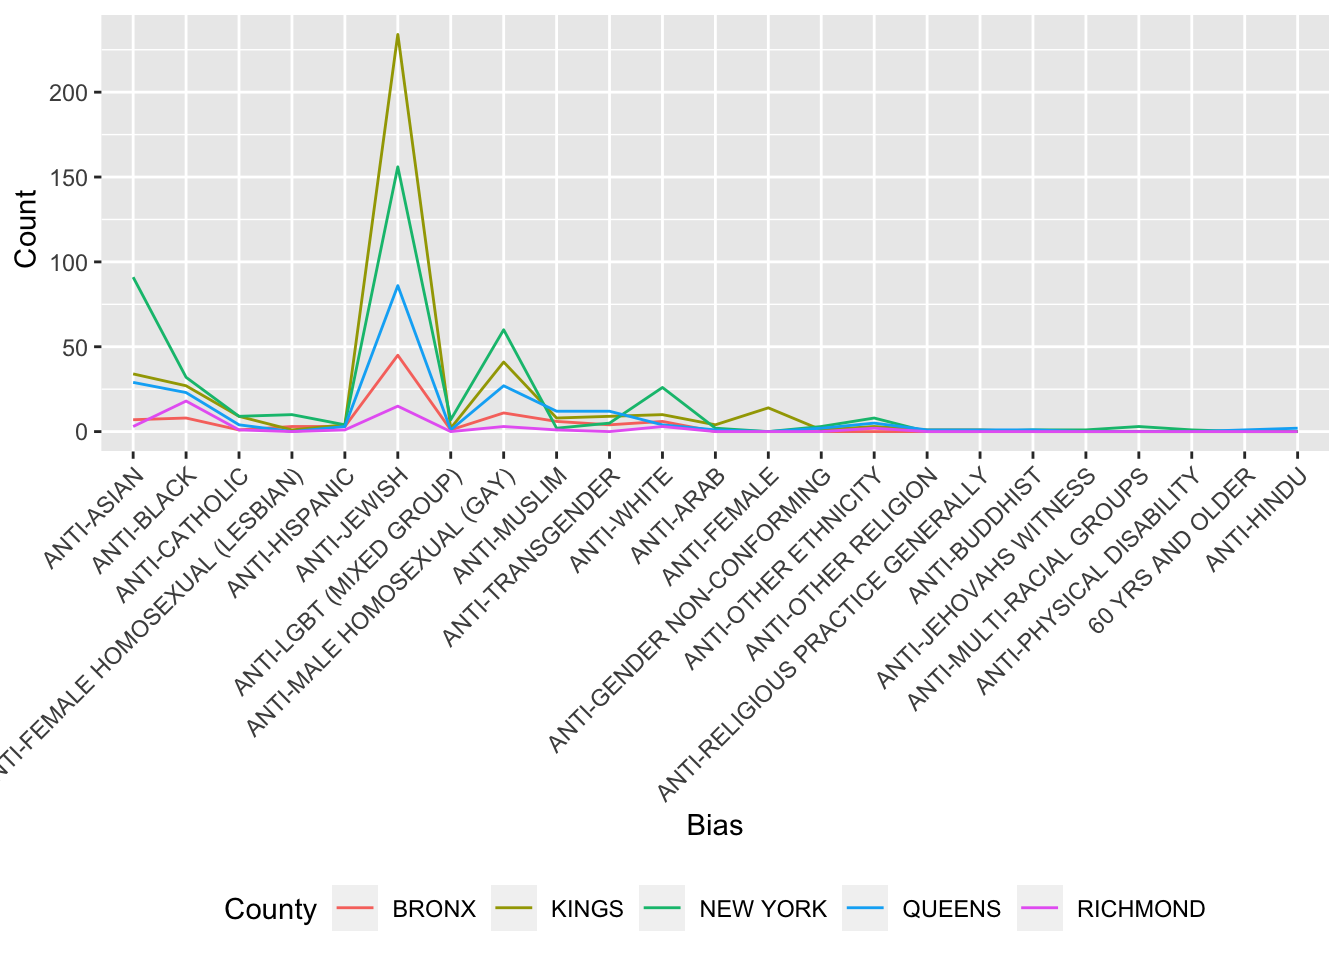 Count
200
150
100
50
0
ANTI-ASIAN
ANTI-BLACK
ANTI-CATHOLIC
NTI-FEMALE HOMOSEXUAL (LESBIAN)
ANTI-HISPANIC
ANTI-JEWISH
ANTI-LGBT (MIXED GROUP)
ANTI-MALE HOMOSEXUAL (GAY)
ANTI-MUSLIM
ANTI-TRANSGENDER
ANTI-WHITE
ANTI-ARAB
ANTI-FEMALE
ANTI-GENDER NON-CONFORMING
ANTI-OTHER ETHNICITY
ANTI-OTHER RELIGION
ANTI-RELIGIOUS PRACTICE GENERALLY
ANTI-BUDDHIST
ANTI-JEHOVAHS WITNESS
ANTI-MULTI-RACIAL GROUPS
ANTI-PHYSICAL DISABILITY
60 YRS AND OLDER
ANTI-HINDU
Bias
County BRONX KINGS NEW YORK QUEENS RICHMOND